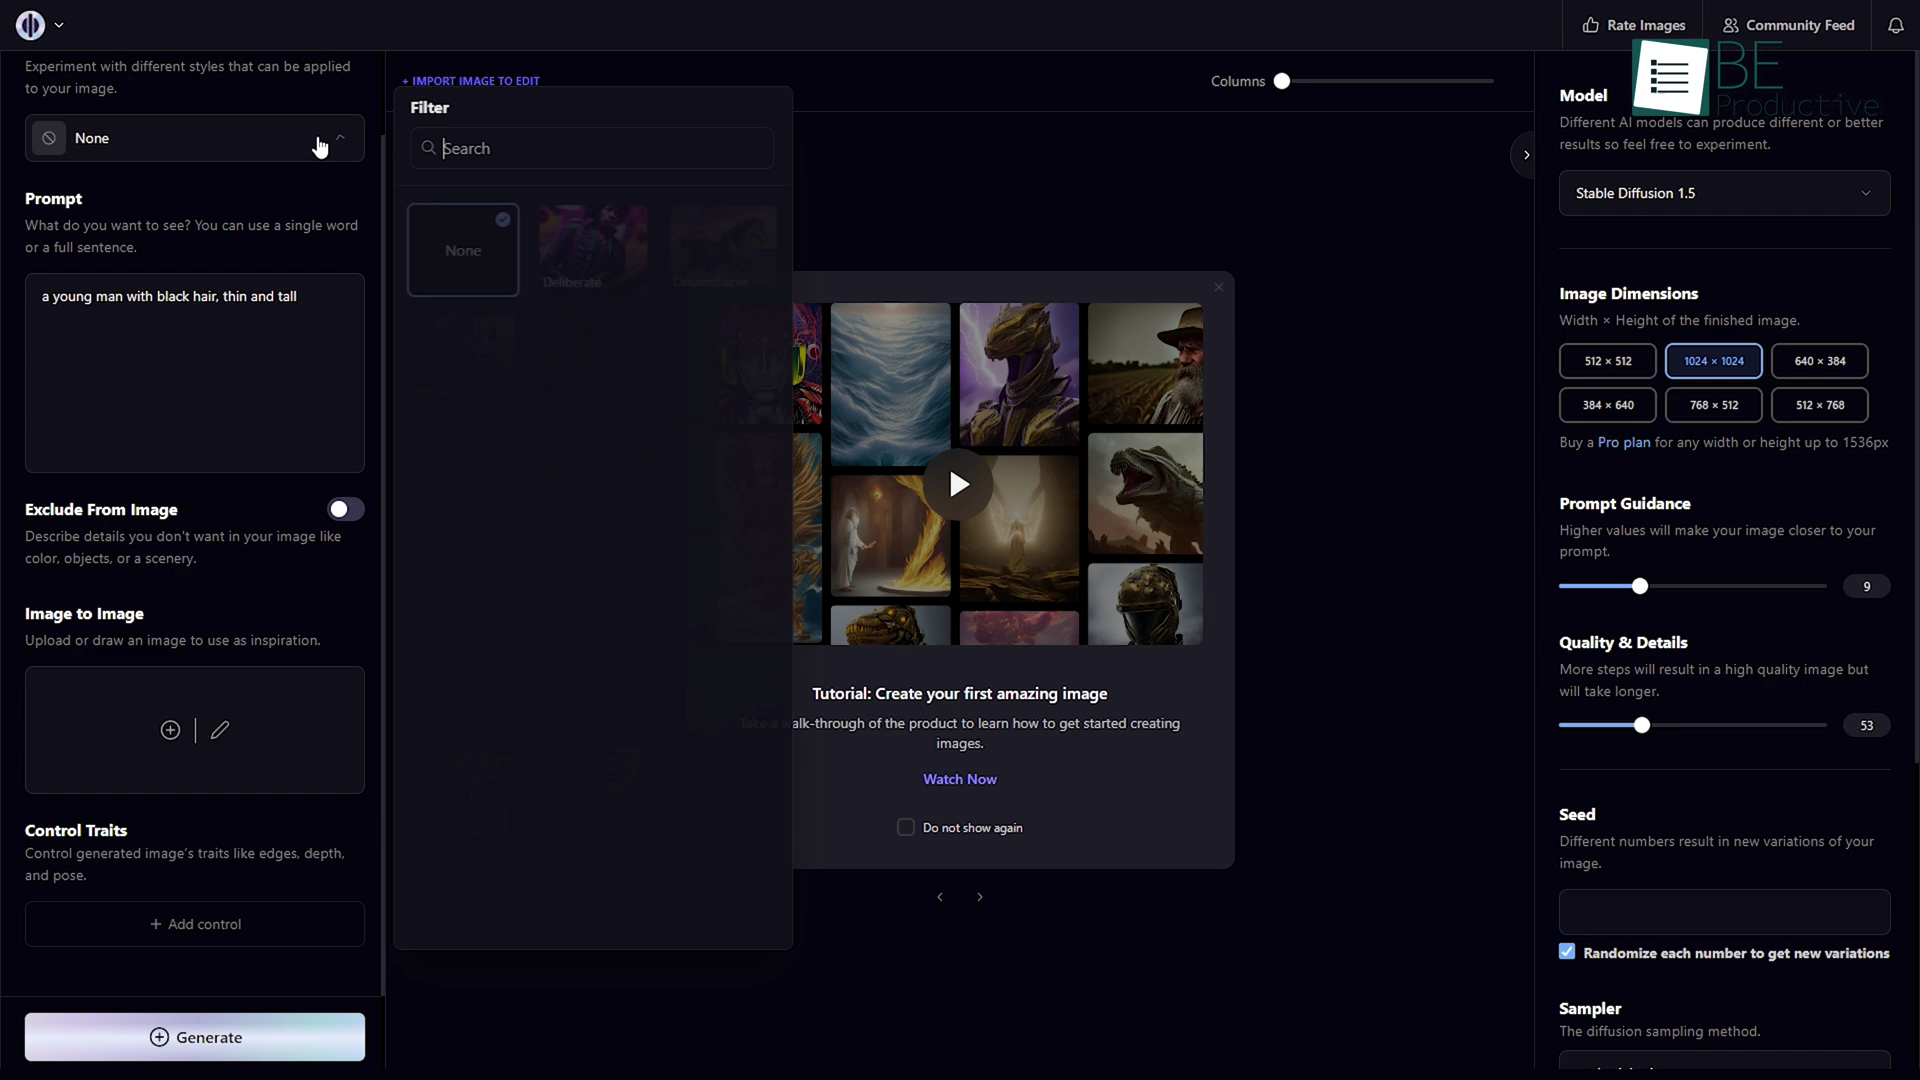 Rate Images
Community Feed
Experiment with different styles that can be applied
to your image.
None
Prompt
What do you want to see? You can use a single word
or a full sentence.
a young man with black hair, thin and tall
Exclude From Image
Describe details you don't want in your image like
color, objects, or a scenery.
Image to Image
Upload or draw an image to use as inspiration.
Control Traits
Control generated image's traits like edges, depth,
and pose.
+ Add control
Generate
+ IMPORT IMAGE TO EDIT
Columns
Filter
Search
None
Deliberate
Dreamshaper
Tutorial: Create your first amazing image
Take a walk-through of the product to learn how to get started creating
images.
Watch Now
Do not show again
BE
Productive
Model
Different AI models can produce different or better
results so feel free to experiment.
Stable Diffusion 1.5
Image Dimensions
Width × Height of the finished image.
512 × 512
1024 × 1024
640 × 384
384 × 640
768 × 512
512 × 768
Buy a Pro plan for any width or height up to 1536px
Prompt Guidance
Higher values will make your image closer to your
prompt.
9
Quality & Details
More steps will result in a high quality image but
will take longer.
53
Seed
Different numbers result in new variations of your
image.
Randomize each number to get new variations
Sampler
The diffusion sampling method.